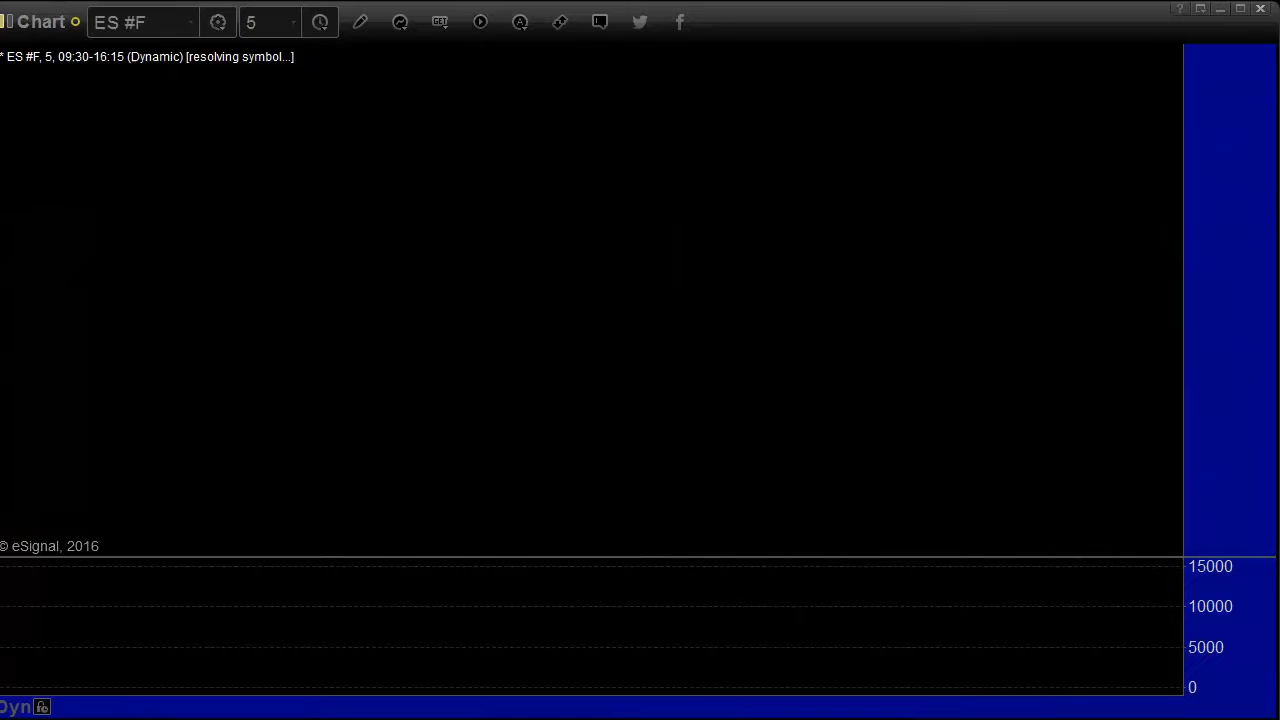 Chart ES #F 5 GET A
* ES #F, 5, 09:30-16:15 (Dynamic) [resolving symbol...]
© eSignal, 2016
15000
10000
5000
0
Dyn